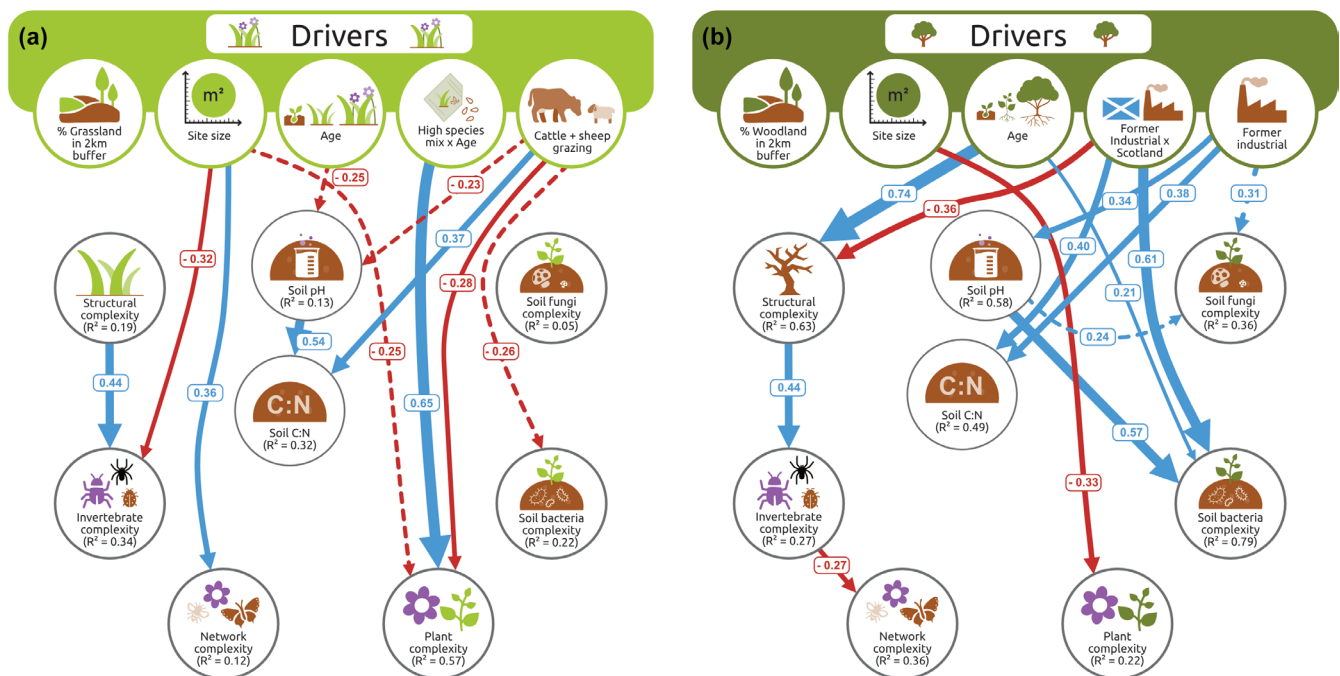 (a)
Drivers
m²
% Grassland
in 2km
buffer
Site size
Age
High species
mix x Age
Cattle + sheep
grazing
- 0.25
- 0.23
- 0.32
0.37
- 0.28
Soil pH
(R² = 0.13)
Structural
complexity
(R² = 0.19)
Soil fungi
complexity
(R² = 0.05)
0.54
- 0.25
- 0.26
0.44
0.36
0.65
C:N
Soil C:N
(R² = 0.32)
Invertebrate
complexity
(R² = 0.34)
Soil bacteria
complexity
(R² = 0.22)
Network
complexity
(R² = 0.12)
Plant
complexity
(R² = 0.57)
(b)
Drivers
m²
% Woodland
in 2km
buffer
Site size
Age
Former
Industrial x
Scotland
Former
industrial
0.74
- 0.36
0.34
0.38
0.31
0.40
0.61
0.21
Structural
complexity
(R² = 0.63)
Soil pH
(R² = 0.58)
Soil fungi
complexity
(R² = 0.36)
0.24
0.44
C:N
Soil C:N
(R² = 0.49)
0.57
- 0.33
Invertebrate
complexity
(R² = 0.27)
Soil bacteria
complexity
(R² = 0.79)
- 0.27
Network
complexity
(R² = 0.36)
Plant
complexity
(R² = 0.22)